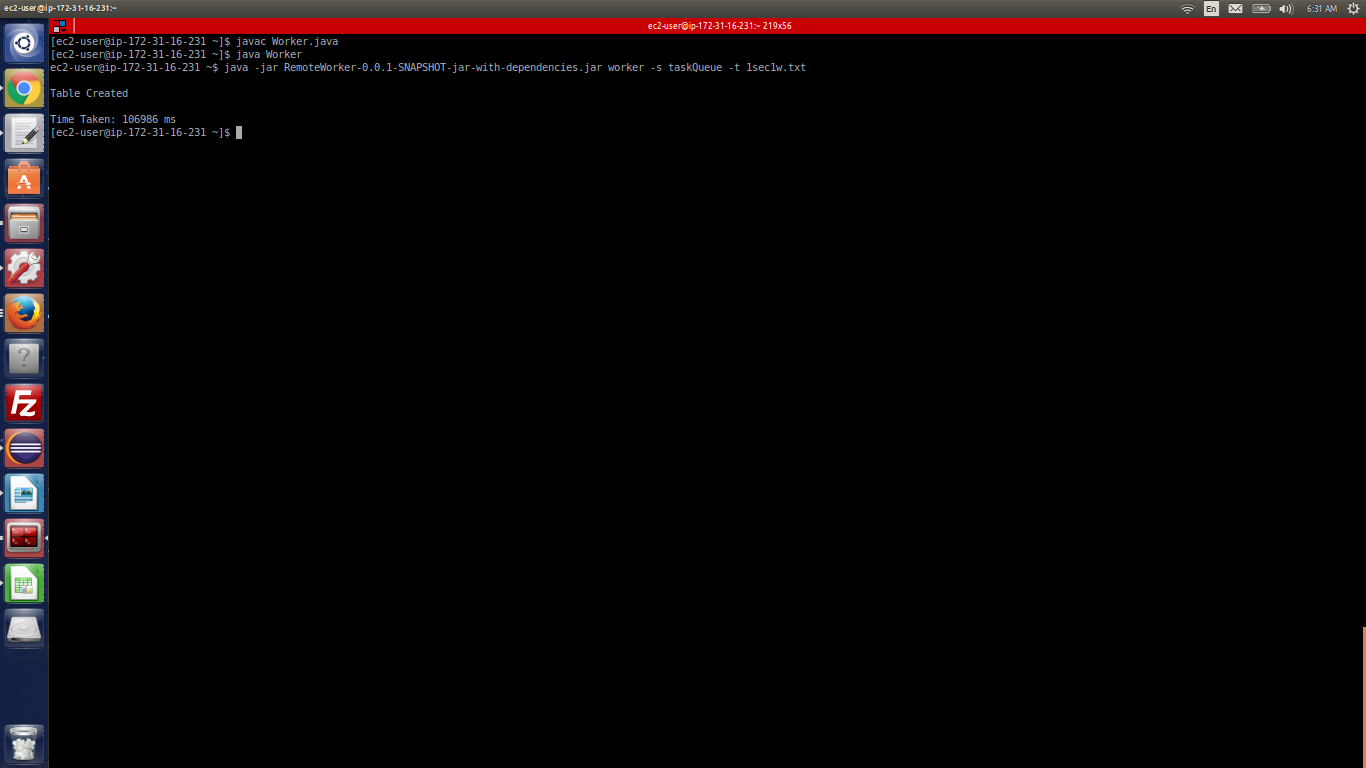 ec2-user@ip-172-31-16-231:~
En
6:31 AM
ec2-user@ip-172-31-16-231:~ 219x56
[ec2-user@ip-172-31-16-231 ~]$ javac Worker.java
[ec2-user@ip-172-31-16-231 ~]$ java Worker
ec2-user@ip-172-31-16-231 ~$ java -jar RemoteWorker-0.0.1-SNAPSHOT-jar-with-dependencies.jar worker -s taskQueue -t 1sec1w.txt
Table Created
Time Taken: 106986 ms
[ec2-user@ip-172-31-16-231 ~]$
A
?
Fz